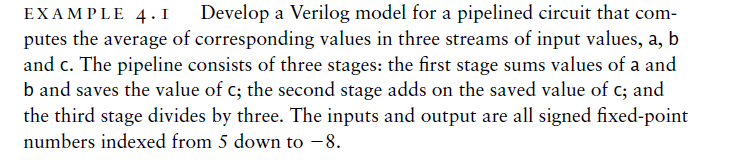 EXAMPLE 4.1 Develop a Verilog model for a pipelined circuit that com-
putes the average of corresponding values in three streams of input values, a, b
and c. The pipeline consists of three stages: the first stage sums values of a and
b and saves the value of c; the second stage adds on the saved value of c; and
the third stage divides by three. The inputs and output are all signed fixed-point
numbers indexed from 5 down to −8.